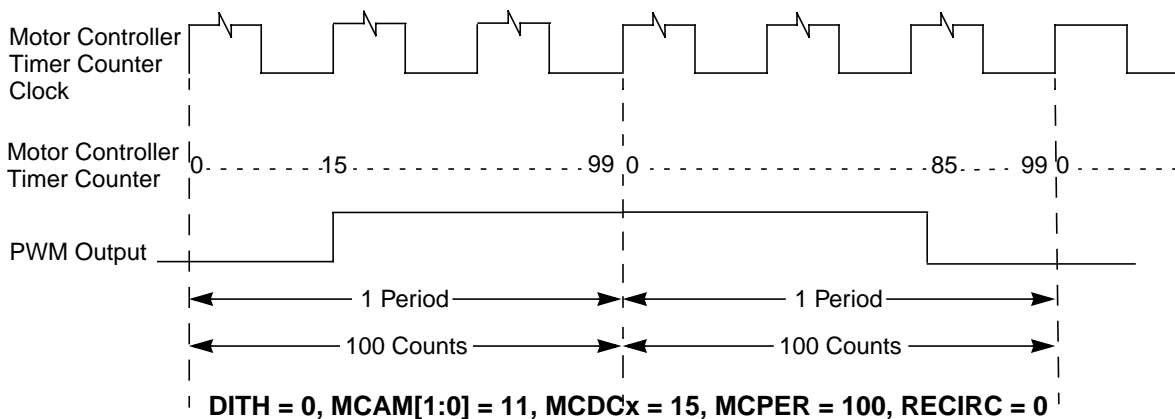 Motor Controller
Timer Counter
Clock
Motor Controller
Timer Counter
0 15 99 0 85 99 0
PWM Output
1 Period 1 Period
100 Counts 100 Counts
DITH = 0, MCAM[1:0] = 11, MCDCx = 15, MCPER = 100, RECIRC = 0